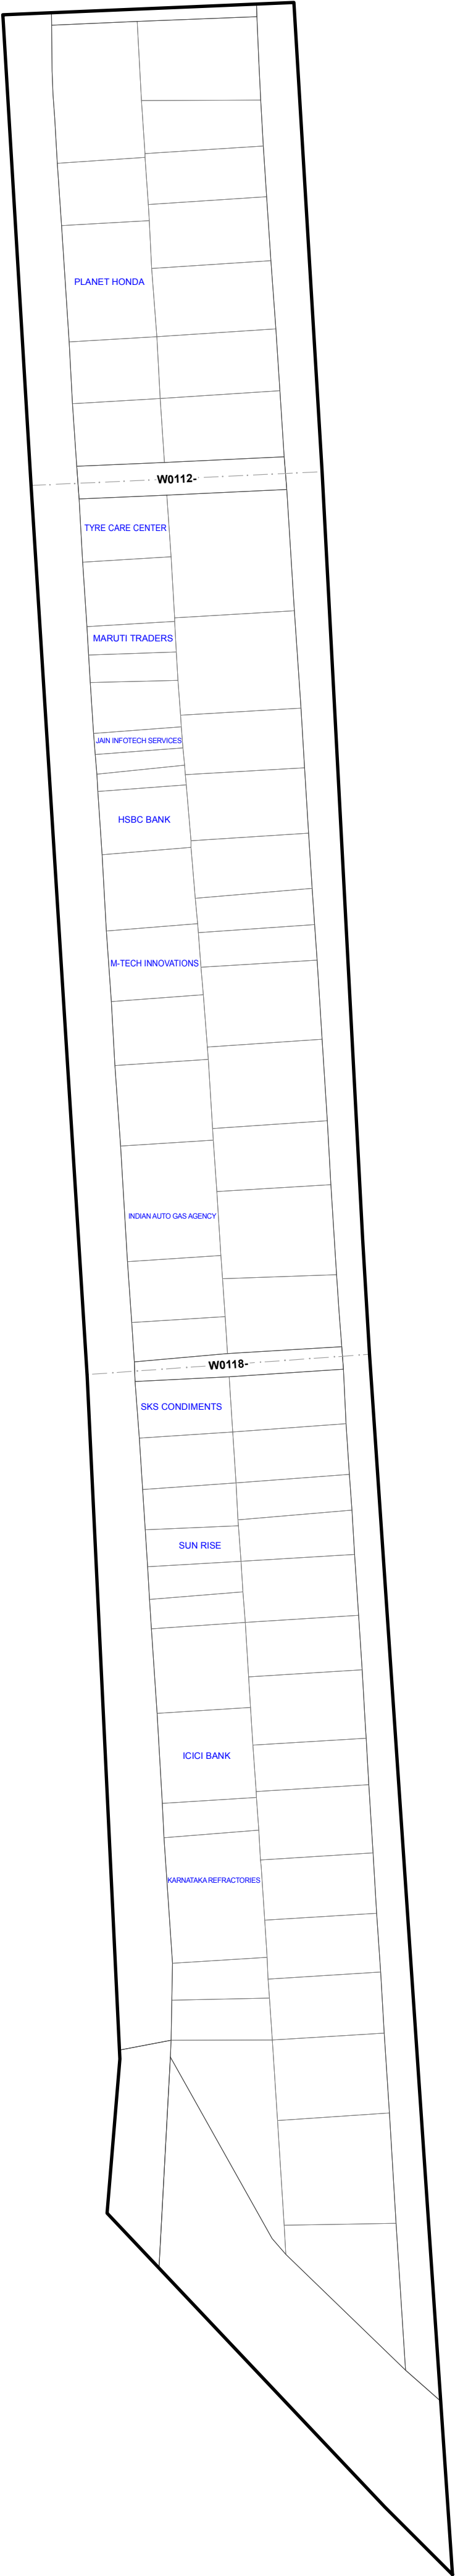 PLANET HONDA
W0112-
TYRE CARE CENTER
MARUTI TRADERS
JAIN INFOTECH SERVICES
HSBC BANK
M-TECH INNOVATIONS
INDIAN AUTO GAS AGENCY
W0118-
SKS CONDIMENTS
SUN RISE
ICICI BANK
KARNATAKA REFRACTORIES